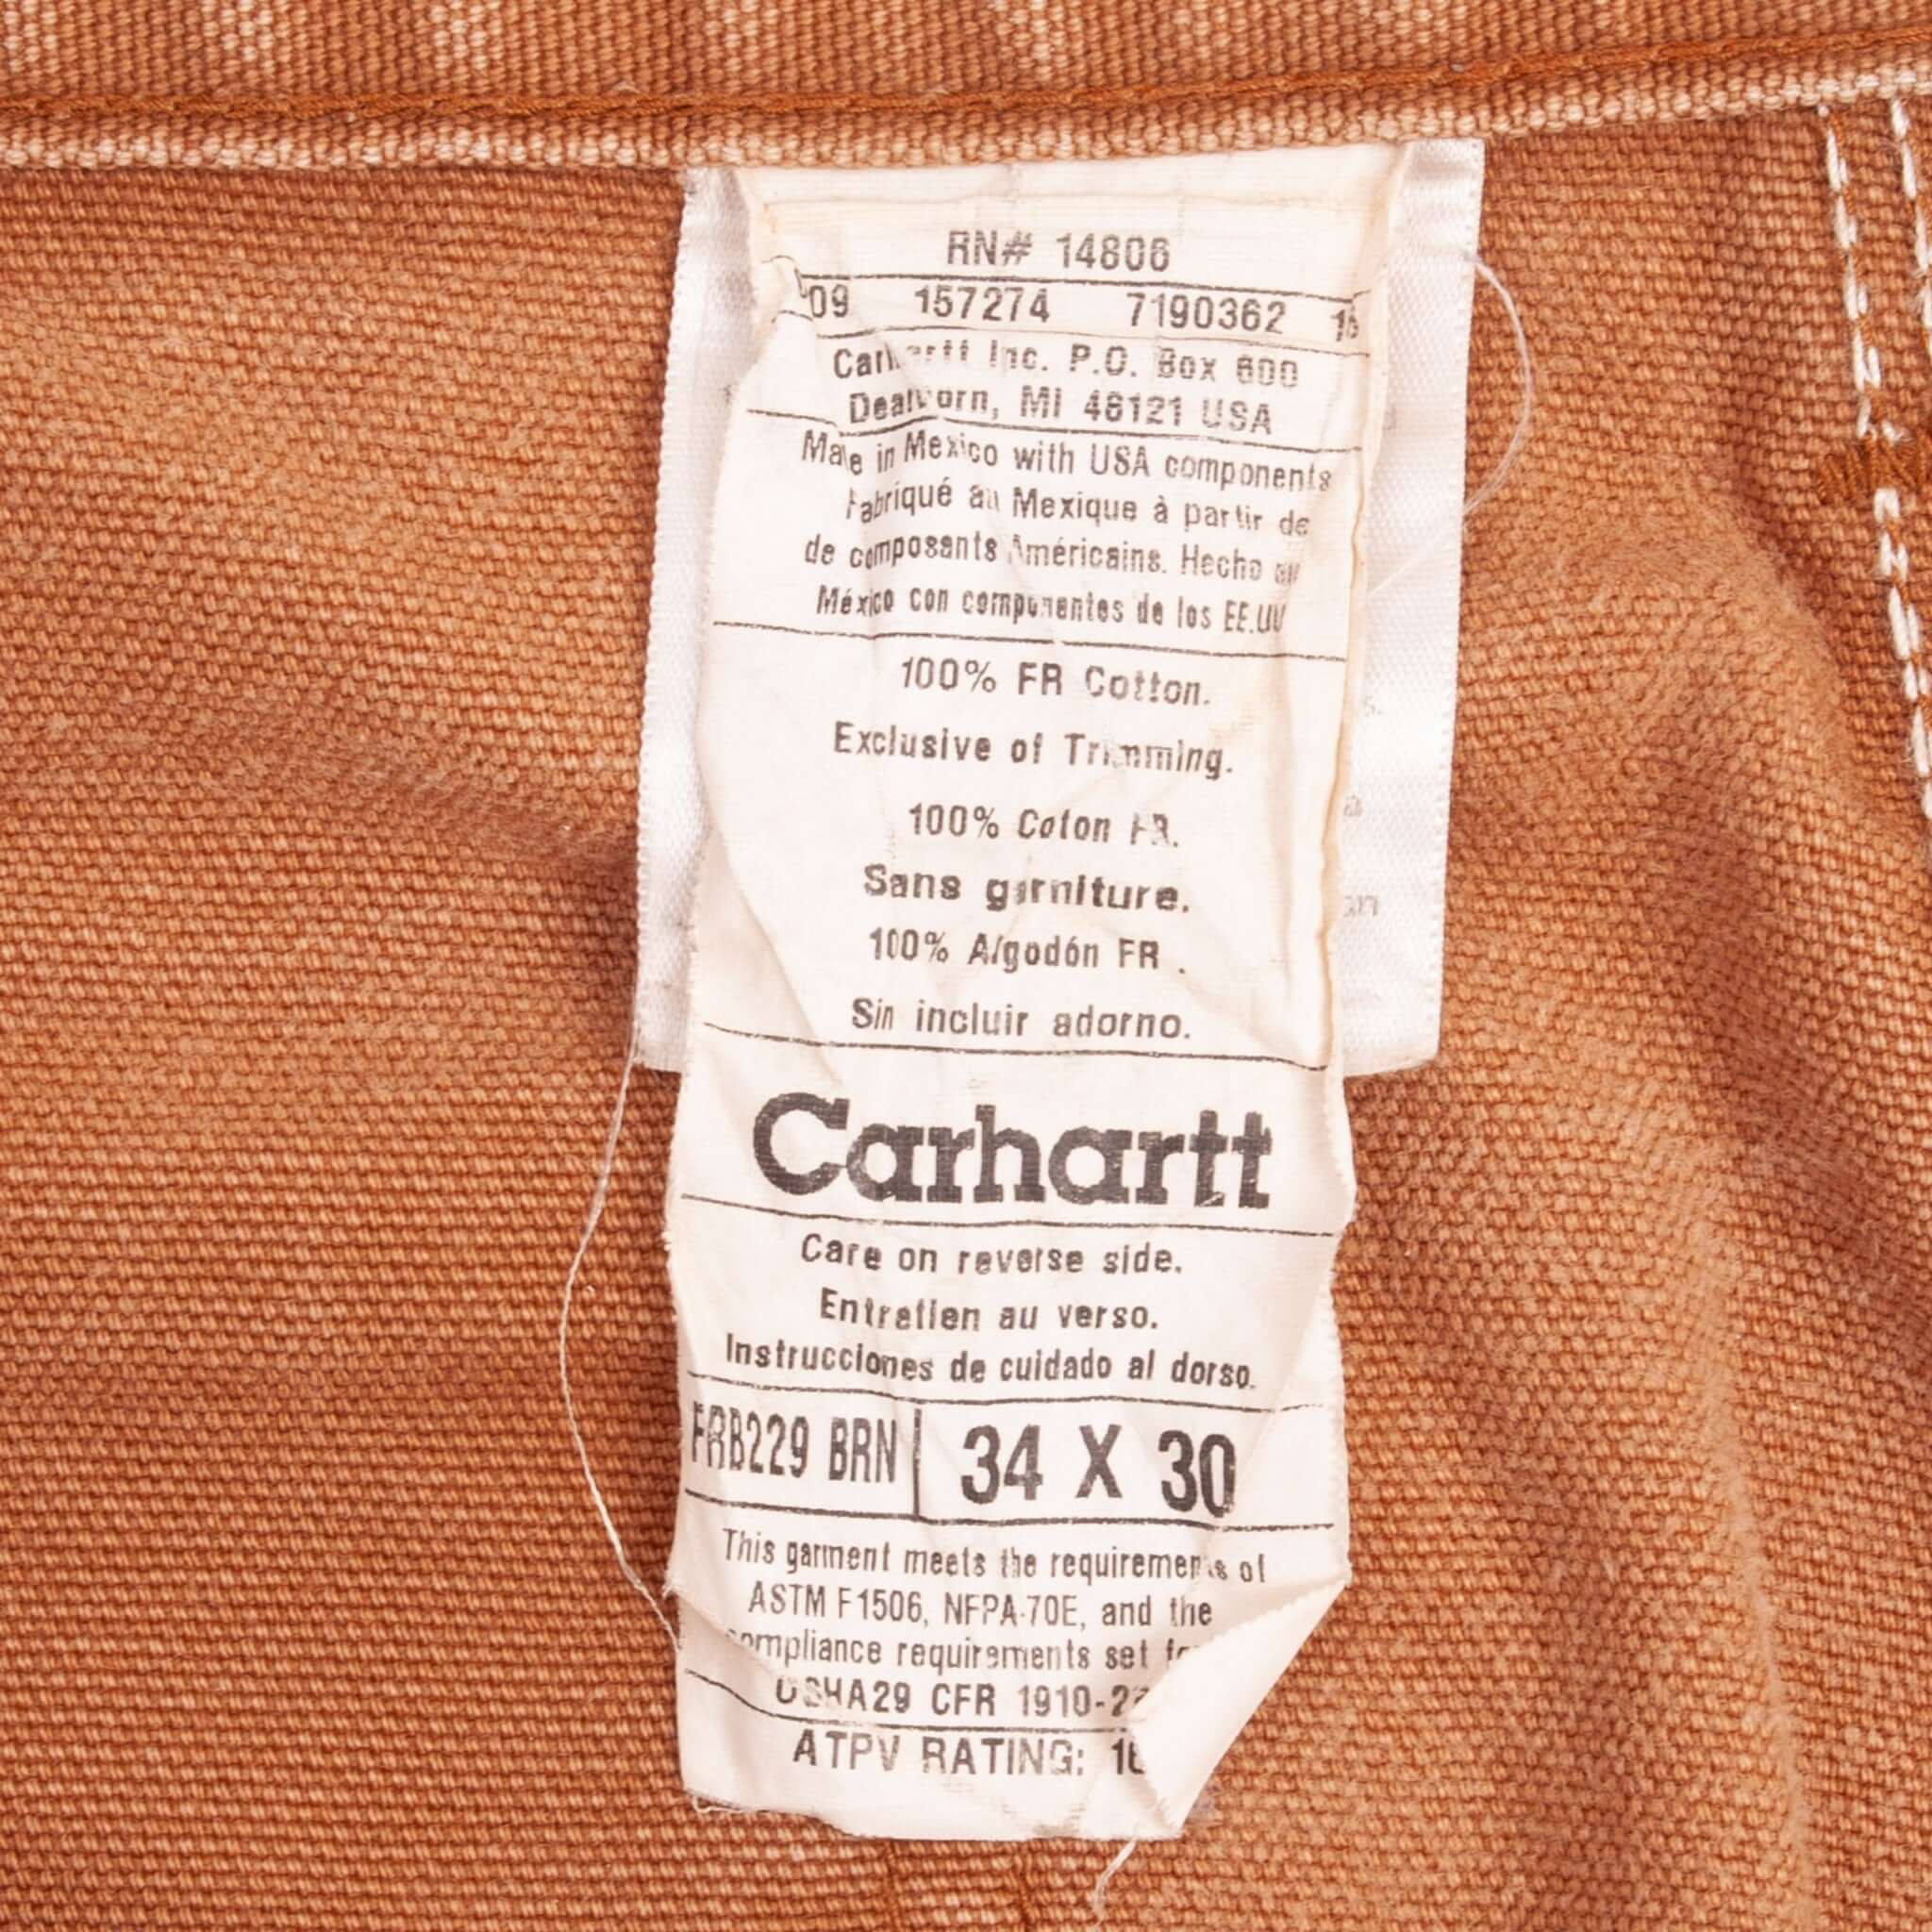 RN# 14806
09 157274 7190362
Carhartt Inc. P.O. Box 600
Dearborn, MI 48121 USA
Made in Mexico with USA components
Fabriqué au Mexique à partir de
de composants Américains. Hecho en
México con componentes de los EE.UU
100% FR Cotton.
Exclusive of Trimming.
100% Coton FR.
Sans garniture.
100% Algodón FR .
Sin incluir adorno.
Carhartt
Care on reverse side.
Entretien au verso.
Instrucciones de cuidado al dorso.
FRB229 BRN 34 X 30
This garment meets the requirements of
ASTM F1506, NFPA-70E, and the
compliance requirements set
OSHA29 CFR
ATPV RATING: